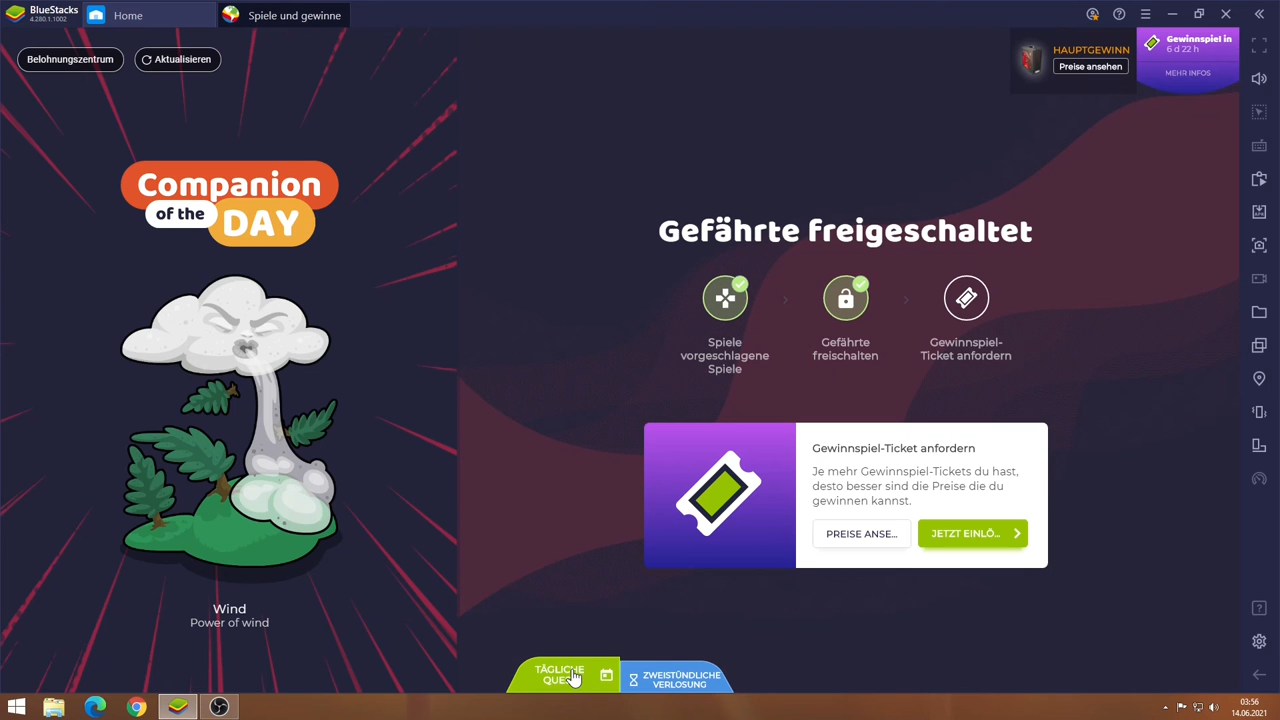 BlueStacks
4.280.1.1002
Home
Spiele und gewinne
Belohnungszentrum
Aktualisieren
HAUPTGEWINN
Preise ansehen
Gewinnspiel in
6 d 22 h
MEHR INFOS
Companion
of the
DAY
Wind
Power of wind
Gefährte freigeschaltet
Spiele
vorgeschlagene
Spiele
Gefährte
freischalten
Gewinnspiel-
Ticket anfordern
Gewinnspiel-Ticket anfordern
Je mehr Gewinnspiel-Tickets du hast,
desto besser sind die Preise die du
gewinnen kannst.
PREISE ANSE...
JETZT EINLÖ...
TÄGLICHE
ZWEISTÜNDLICHE
VERLOSUNG
03:56
14.06.2021